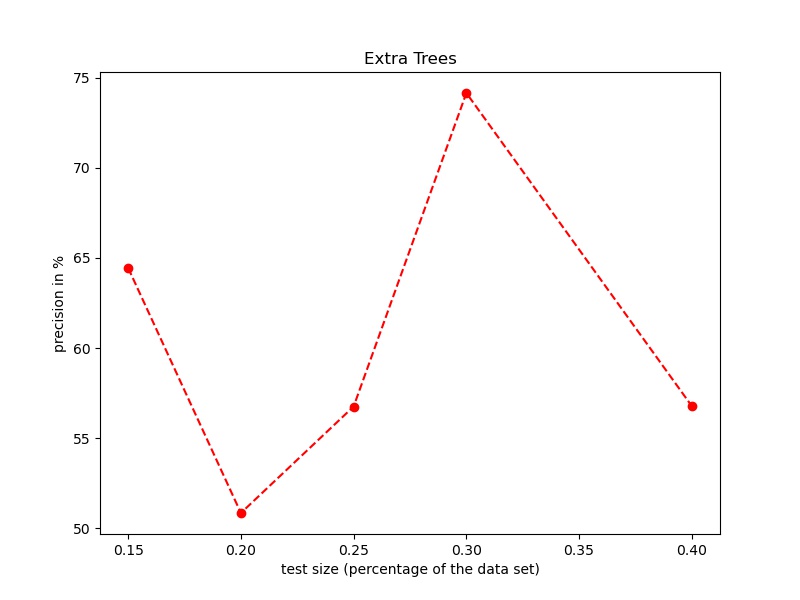 Extra Trees
75
70
65
60
55
50
precision in %
0.15 0.20 0.25 0.30 0.35 0.40
test size (percentage of the data set)